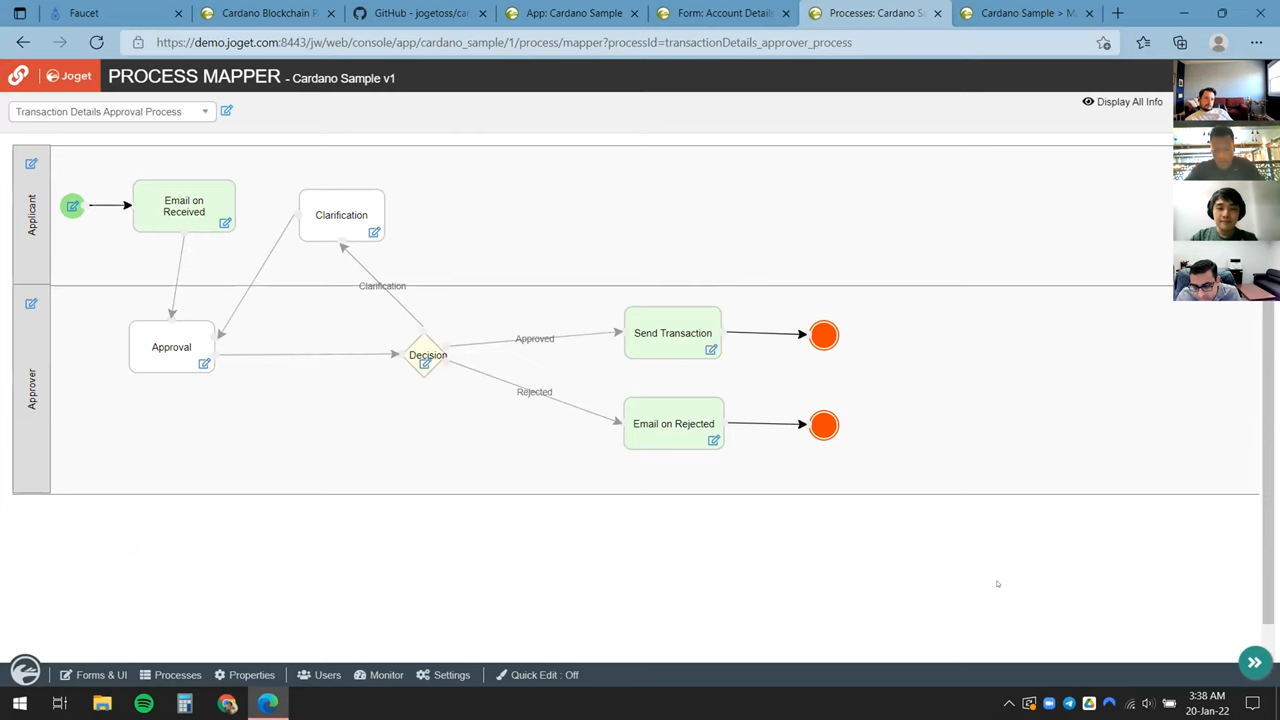 Faucet
Cardano Blockchain P
GitHub - jogetoss/car
App: Cardano Sample
Form: Account Details
Processes: Cardano S
Cardano > M
https://demo.joget.com:8443/jw/web/console/app/cardano_sample/1/process/mapper?processId=transactionDetails_approver_process
Joget
PROCESS MAPPER - Cardano Sample v1
Transaction Details Approval Process
Display All Info
Applicant
Email on
Received
Clarification
Clarification
Approver
Approval
Decision
Approved
Send Transaction
Rejected
Email on Rejected
Forms & UI
Processes
Properties
Users
Monitor
Settings
Quick Edit : Off
3:38 AM
20-Jan-22